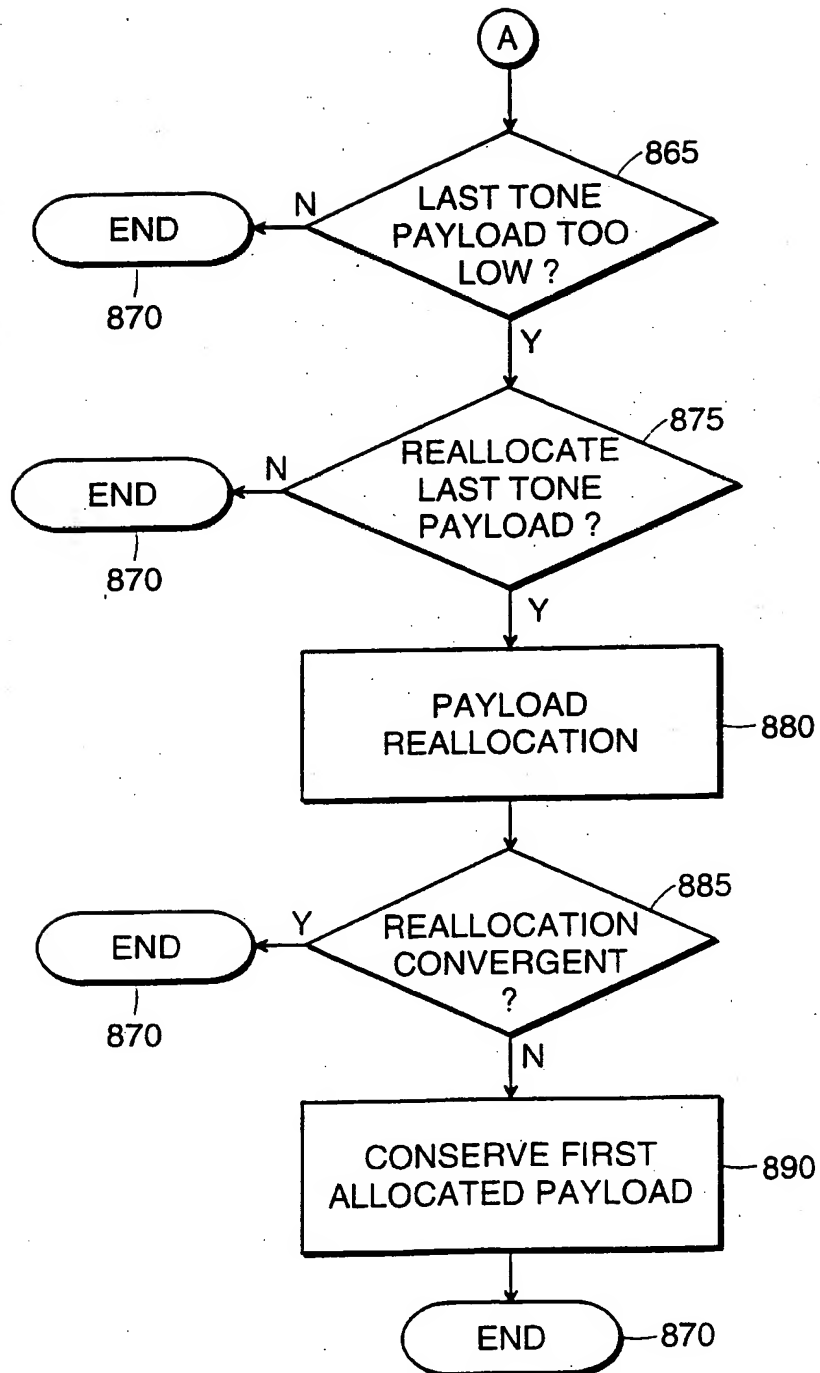 A
865
LAST TONE
PAYLOAD TOO
LOW ?
N
END
870
Y
875
REALLOCATE
LAST TONE
PAYLOAD ?
N
END
870
Y
PAYLOAD
REALLOCATION
880
885
REALLOCATION
CONVERGENT
?
Y
END
870
N
CONSERVE FIRST
ALLOCATED PAYLOAD
890
END
870